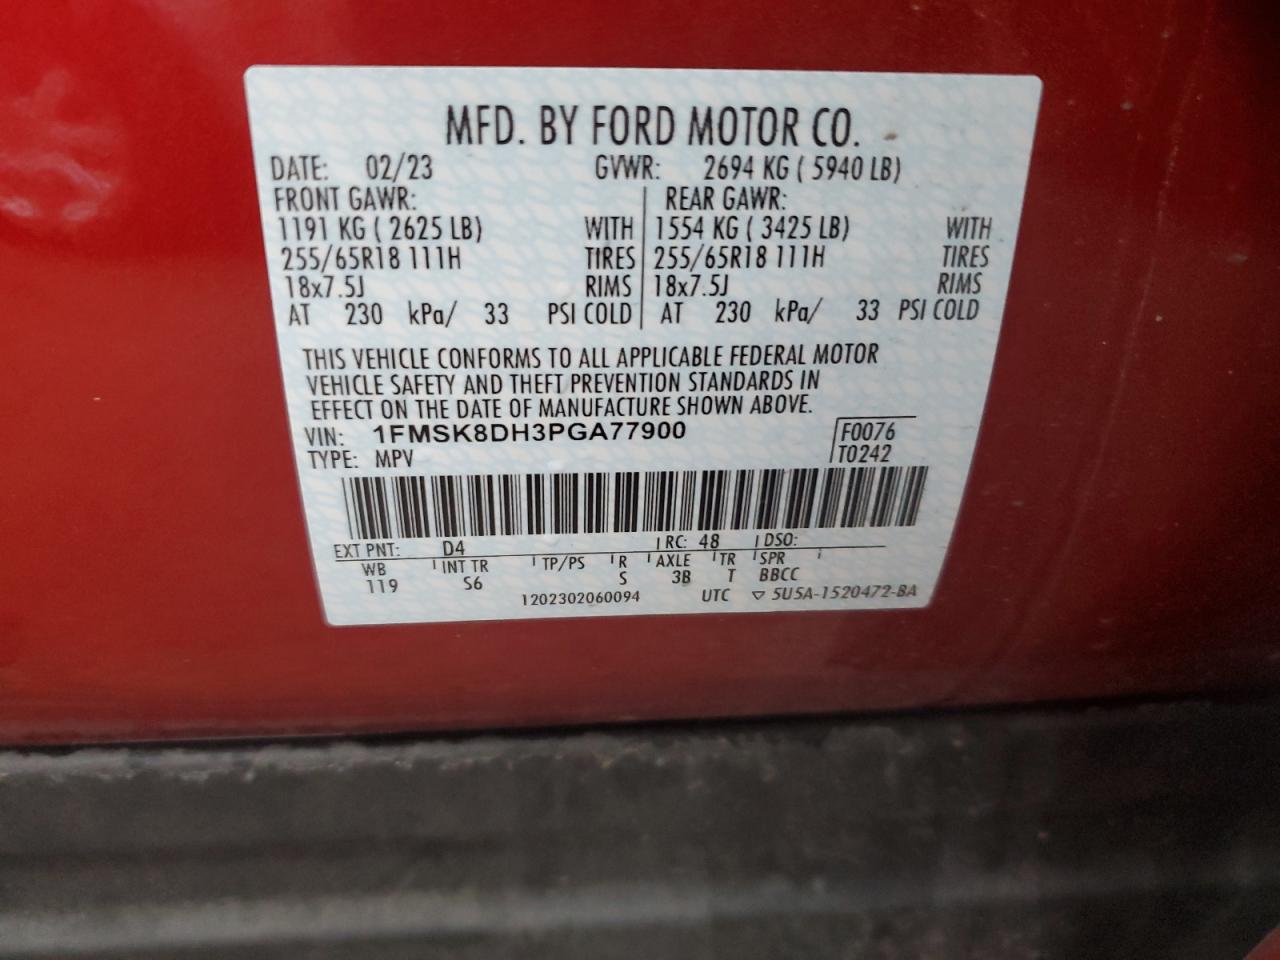 MFD. BY FORD MOTOR CO.
DATE: 02/23 GVWR: 2694 KG ( 5940 LB)
FRONT GAWR: REAR GAWR:
1191 KG ( 2625 LB) WITH 1554 KG ( 3425 LB) WITH
255/65R18 111H TIRES 255/65R18 111H TIRES
18x7.5J RIMS 18x7.5J RIMS
AT 230 kPa/ 33 PSI COLD AT 230 kPa/ 33 PSI COLD
THIS VEHICLE CONFORMS TO ALL APPLICABLE FEDERAL MOTOR
VEHICLE SAFETY AND THEFT PREVENTION STANDARDS IN
EFFECT ON THE DATE OF MANUFACTURE SHOWN ABOVE.
VIN: 1FMSK8DH3PGA77900 F0076
TYPE: MPV T0242
EXT PNT: D4 RC: 48 DSO:
WB INT TR TP/PS R AXLE TR SPR
119 S6 S 3B T BBCC
1202302060094 UTC ▽ 5U5A-1520472-BA